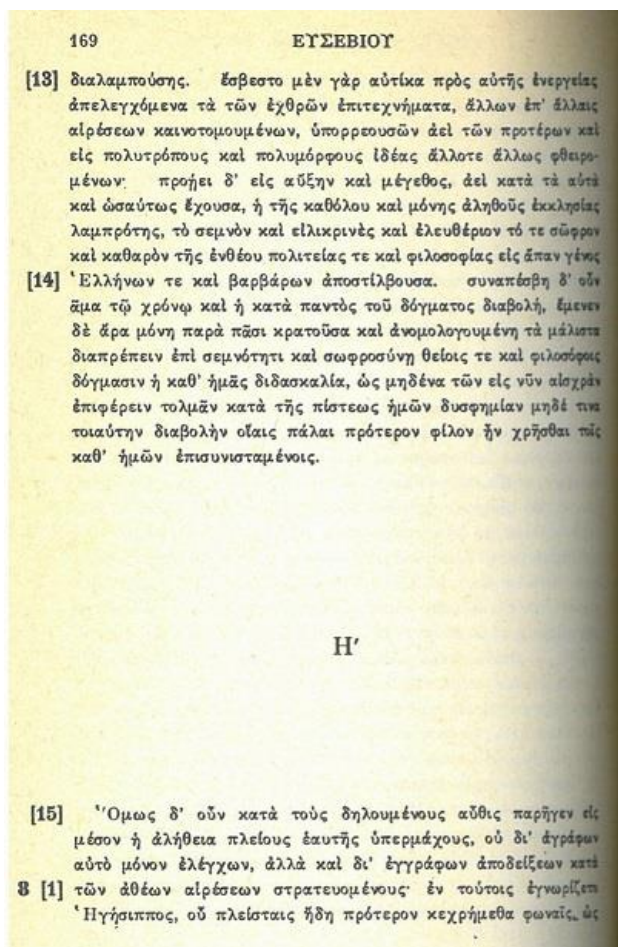 169 ΕΥΣΕΒΙΟΥ
[13] διαλαμπούσης. ἔσβεστο μὲν γὰρ αὐτίκα πρὸς αὐτῆς ἐνεργείας
ἀπελεγχόμενα τὰ τῶν ἐχθρῶν ἐπιτεχνήματα, ἄλλων ἐπ' ἄλλαις
αἱρέσεων καινοτομουμένων, ὑπορρεουσῶν ἀεὶ τῶν προτέρων καὶ
εἰς πολυτρόπους καὶ πολυμόρφους ἰδέας ἄλλοτε ἄλλως φθειρο-
μένων· προῄει δ' εἰς αὔξην καὶ μέγεθος, ἀεὶ κατὰ τὰ αὐτὰ
καὶ ὡσαύτως ἔχουσα, ἡ τῆς καθόλου καὶ μόνης ἀληθοῦς ἐκκλησίας
λαμπρότης, τὸ σεμνὸν καὶ εἰλικρινὲς καὶ ἐλευθέριον τό τε σῶφρον
καὶ καθαρὸν τῆς ἐνθέου πολιτείας τε καὶ φιλοσοφίας εἰς ἅπαν γένος
[14] Ἑλλήνων τε καὶ βαρβάρων ἀποστίλβουσα. συναπέσβη δ' οὖν
ἅμα τῷ χρόνῳ καὶ ἡ κατὰ παντὸς τοῦ δόγματος διαβολή, ἔμενεν
δὲ ἄρα μόνη παρὰ πᾶσι κρατοῦσα καὶ ἀνομολογουμένη τὰ μάλιστα
διαπρέπειν ἐπὶ σεμνότητι καὶ σωφροσύνῃ θείοις τε καὶ φιλοσόφοις
δόγμασιν ἡ καθ' ἡμᾶς διδασκαλία, ὡς μηδένα τῶν εἰς νῦν αἰσχρὰν
ἐπιφέρειν τολμᾶν κατὰ τῆς πίστεως ἡμῶν δυσφημίαν μηδέ τινα
τοιαύτην διαβολὴν οἵαις πάλαι πρότερον φίλον ἦν χρῆσθαι τοῖς
καθ' ἡμῶν ἐπισυνισταμένοις.
Η'
[15] Ὅμως δ' οὖν κατὰ τοὺς δηλουμένους αὖθις παρῆγεν εἰς
μέσον ἡ ἀλήθεια πλείους ἑαυτῆς ὑπερμάχους, οὐ δι' ἀγράφων
αὐτὸ μόνον ἐλέγχων, ἀλλὰ καὶ δι' ἐγγράφων ἀποδείξεων κατὰ
8 [1] τῶν ἀθέων αἱρέσεων στρατευομένους· ἐν τούτοις ἐγνωρίζετο
Ἡγήσιππος, οὗ πλείσταις ἤδη πρότερον κεχρήμεθα φωναῖς, ὡς